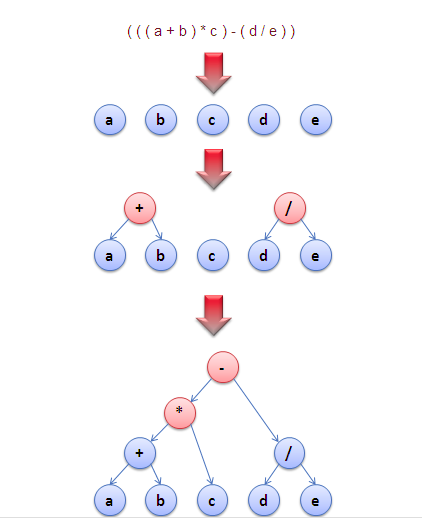 ( ( ( a + b ) * c ) - ( d / e ) )
a b c d e
+ /
a b c d e
-
*
+ /
a b c d e